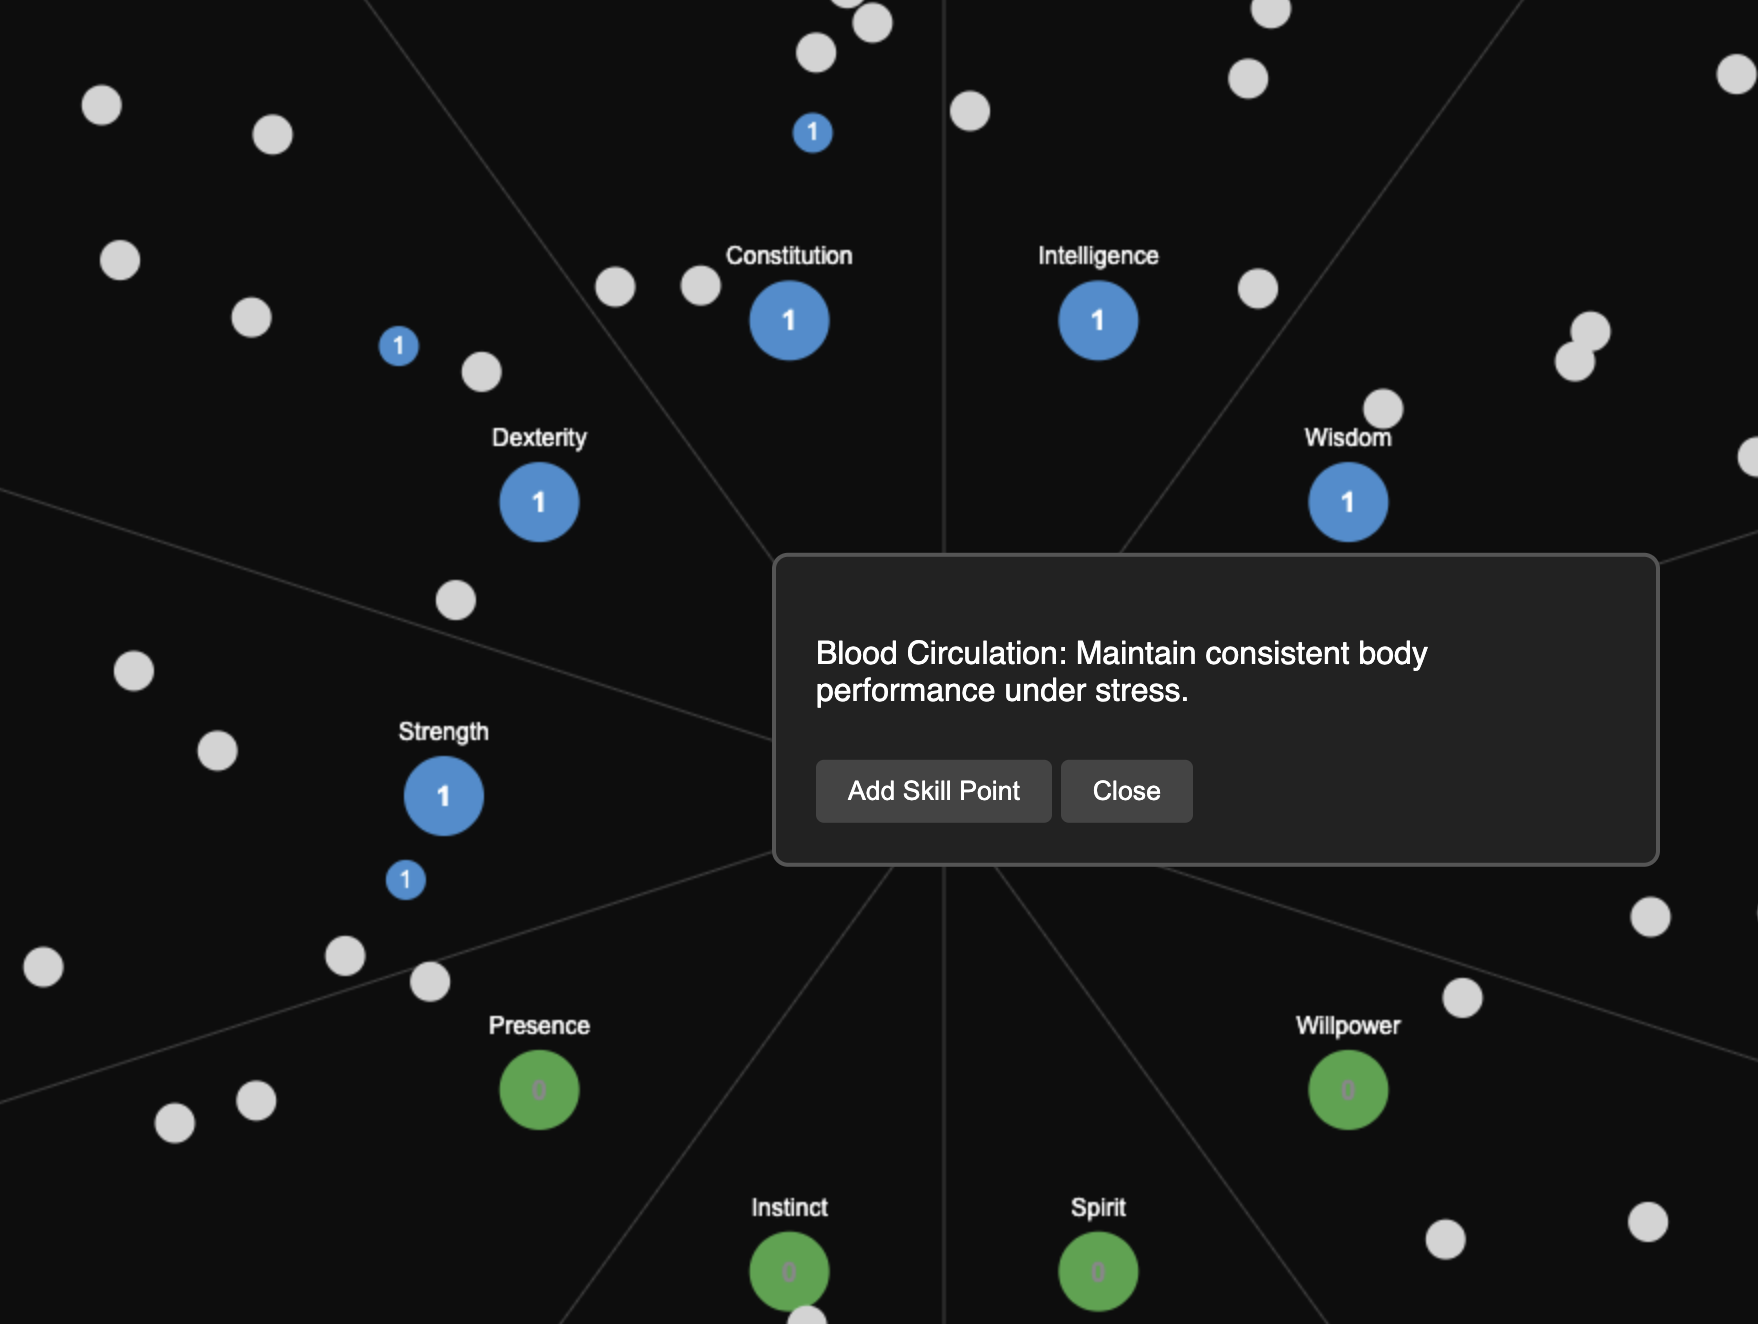 1
Constitution
1
Intelligence
1
1
Dexterity
1
Wisdom
1
Blood Circulation: Maintain consistent body
performance under stress.
Add Skill Point
Close
Strength
1
1
Presence
0
Willpower
0
Instinct
0
Spirit
0